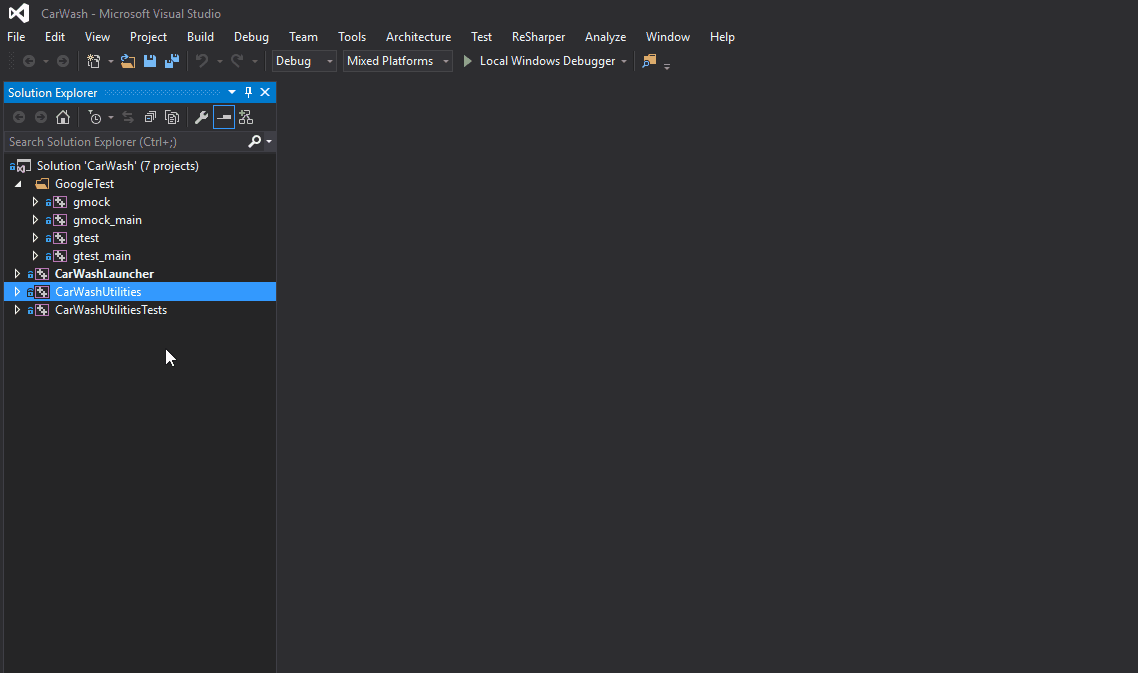 CarWash - Microsoft Visual Studio
File Edit View Project Build Debug Team Tools Architecture Test ReSharper Analyze Window Help
Debug Mixed Platforms Local Windows Debugger
Solution Explorer
Search Solution Explorer (Ctrl+;)
Solution 'CarWash' (7 projects)
GoogleTest
gmock
gmock_main
gtest
gtest_main
CarWashLauncher
CarWashUtilities
CarWashUtilitiesTests